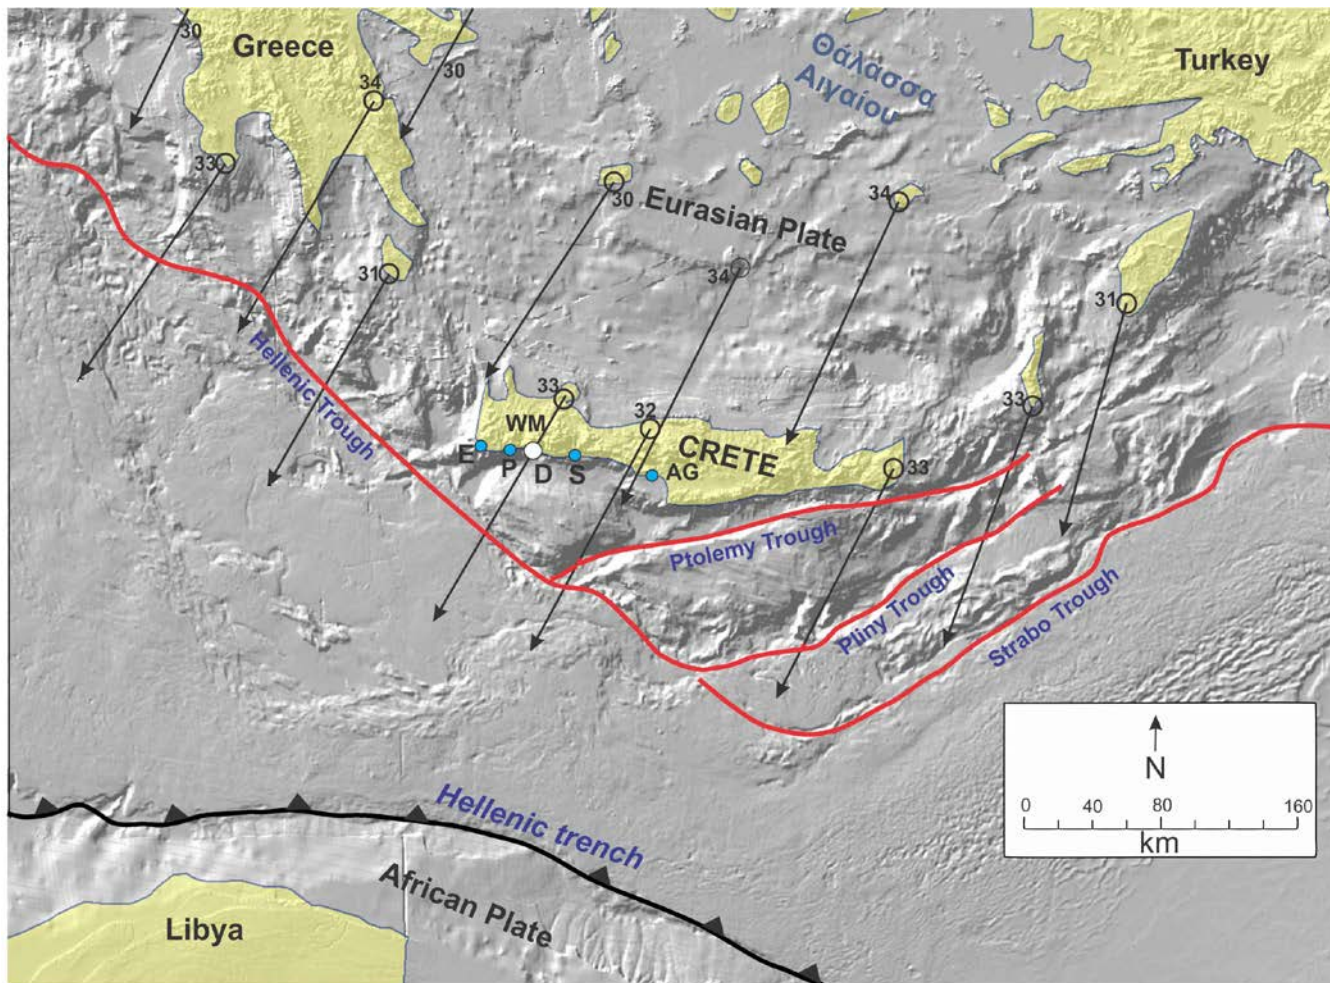 Greece
Θάλασσα
Αιγαίου
Turkey
30
30
34
33
30
Eurasian Plate
34
31
34
31
Hellenic Trough
33
32
33
WM
CRETE
E
P
D
S
AG
33
Ptolemy Trough
Pliny Trough
Strabo Trough
N
0 40 80 160
km
Hellenic trench
African Plate
Libya